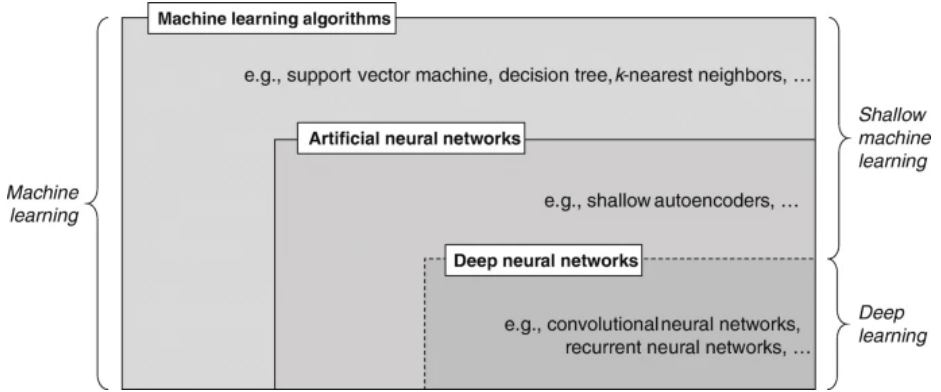 Machine learning algorithms
e.g., support vector machine, decision tree, k-nearest neighbors, …
Shallow
machine
learning
Artificial neural networks
Machine
learning
e.g., shallow autoencoders, …
Deep neural networks
e.g., convolutional neural networks,
recurrent neural networks, …
Deep
learning